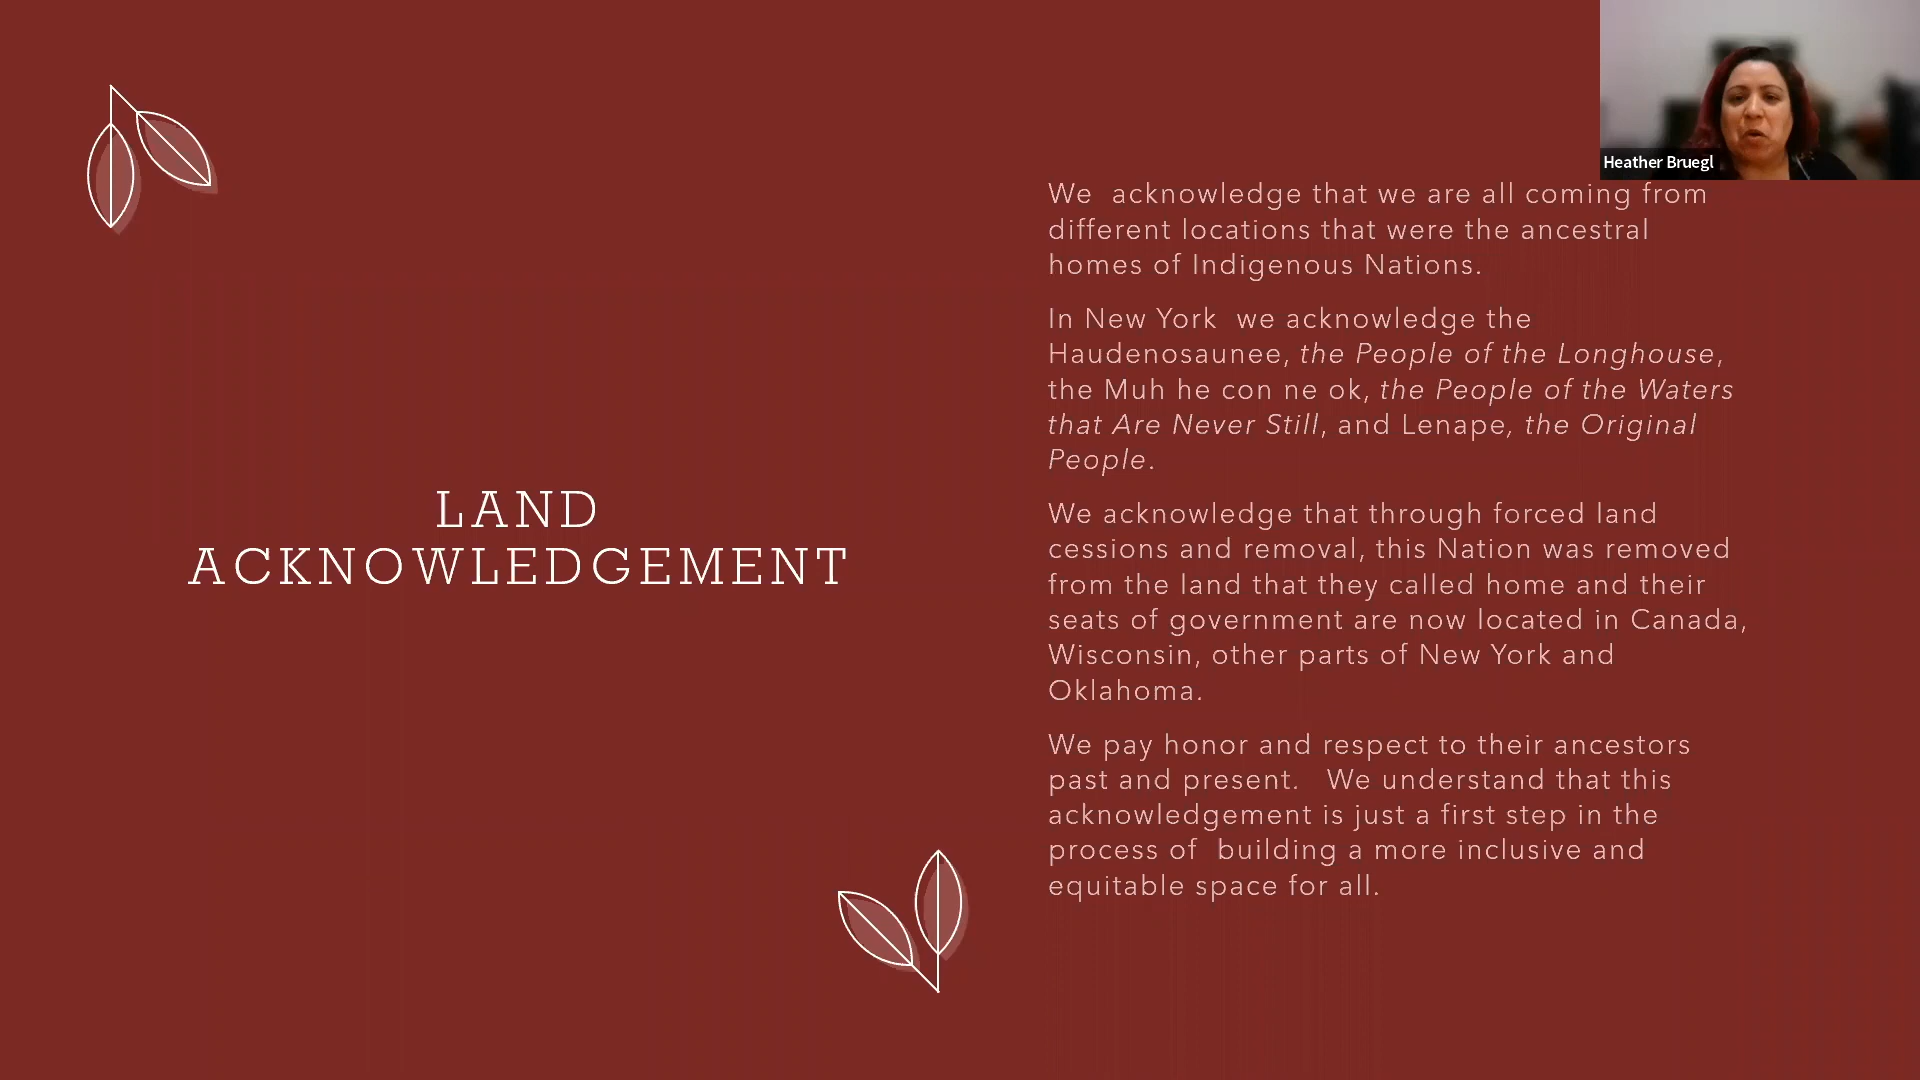 Heather Bruegl
LAND
ACKNOWLEDGEMENT
We acknowledge that we are all coming from
different locations that were the ancestral
homes of Indigenous Nations.
In New York we acknowledge the
Haudenosaunee, the People of the Longhouse,
the Muh he con ne ok, the People of the Waters
that Are Never Still, and Lenape, the Original
People.
We acknowledge that through forced land
cessions and removal, this Nation was removed
from the land that they called home and their
seats of government are now located in Canada,
Wisconsin, other parts of New York and
Oklahoma.
We pay honor and respect to their ancestors
past and present. We understand that this
acknowledgement is just a first step in the
process of building a more inclusive and
equitable space for all.